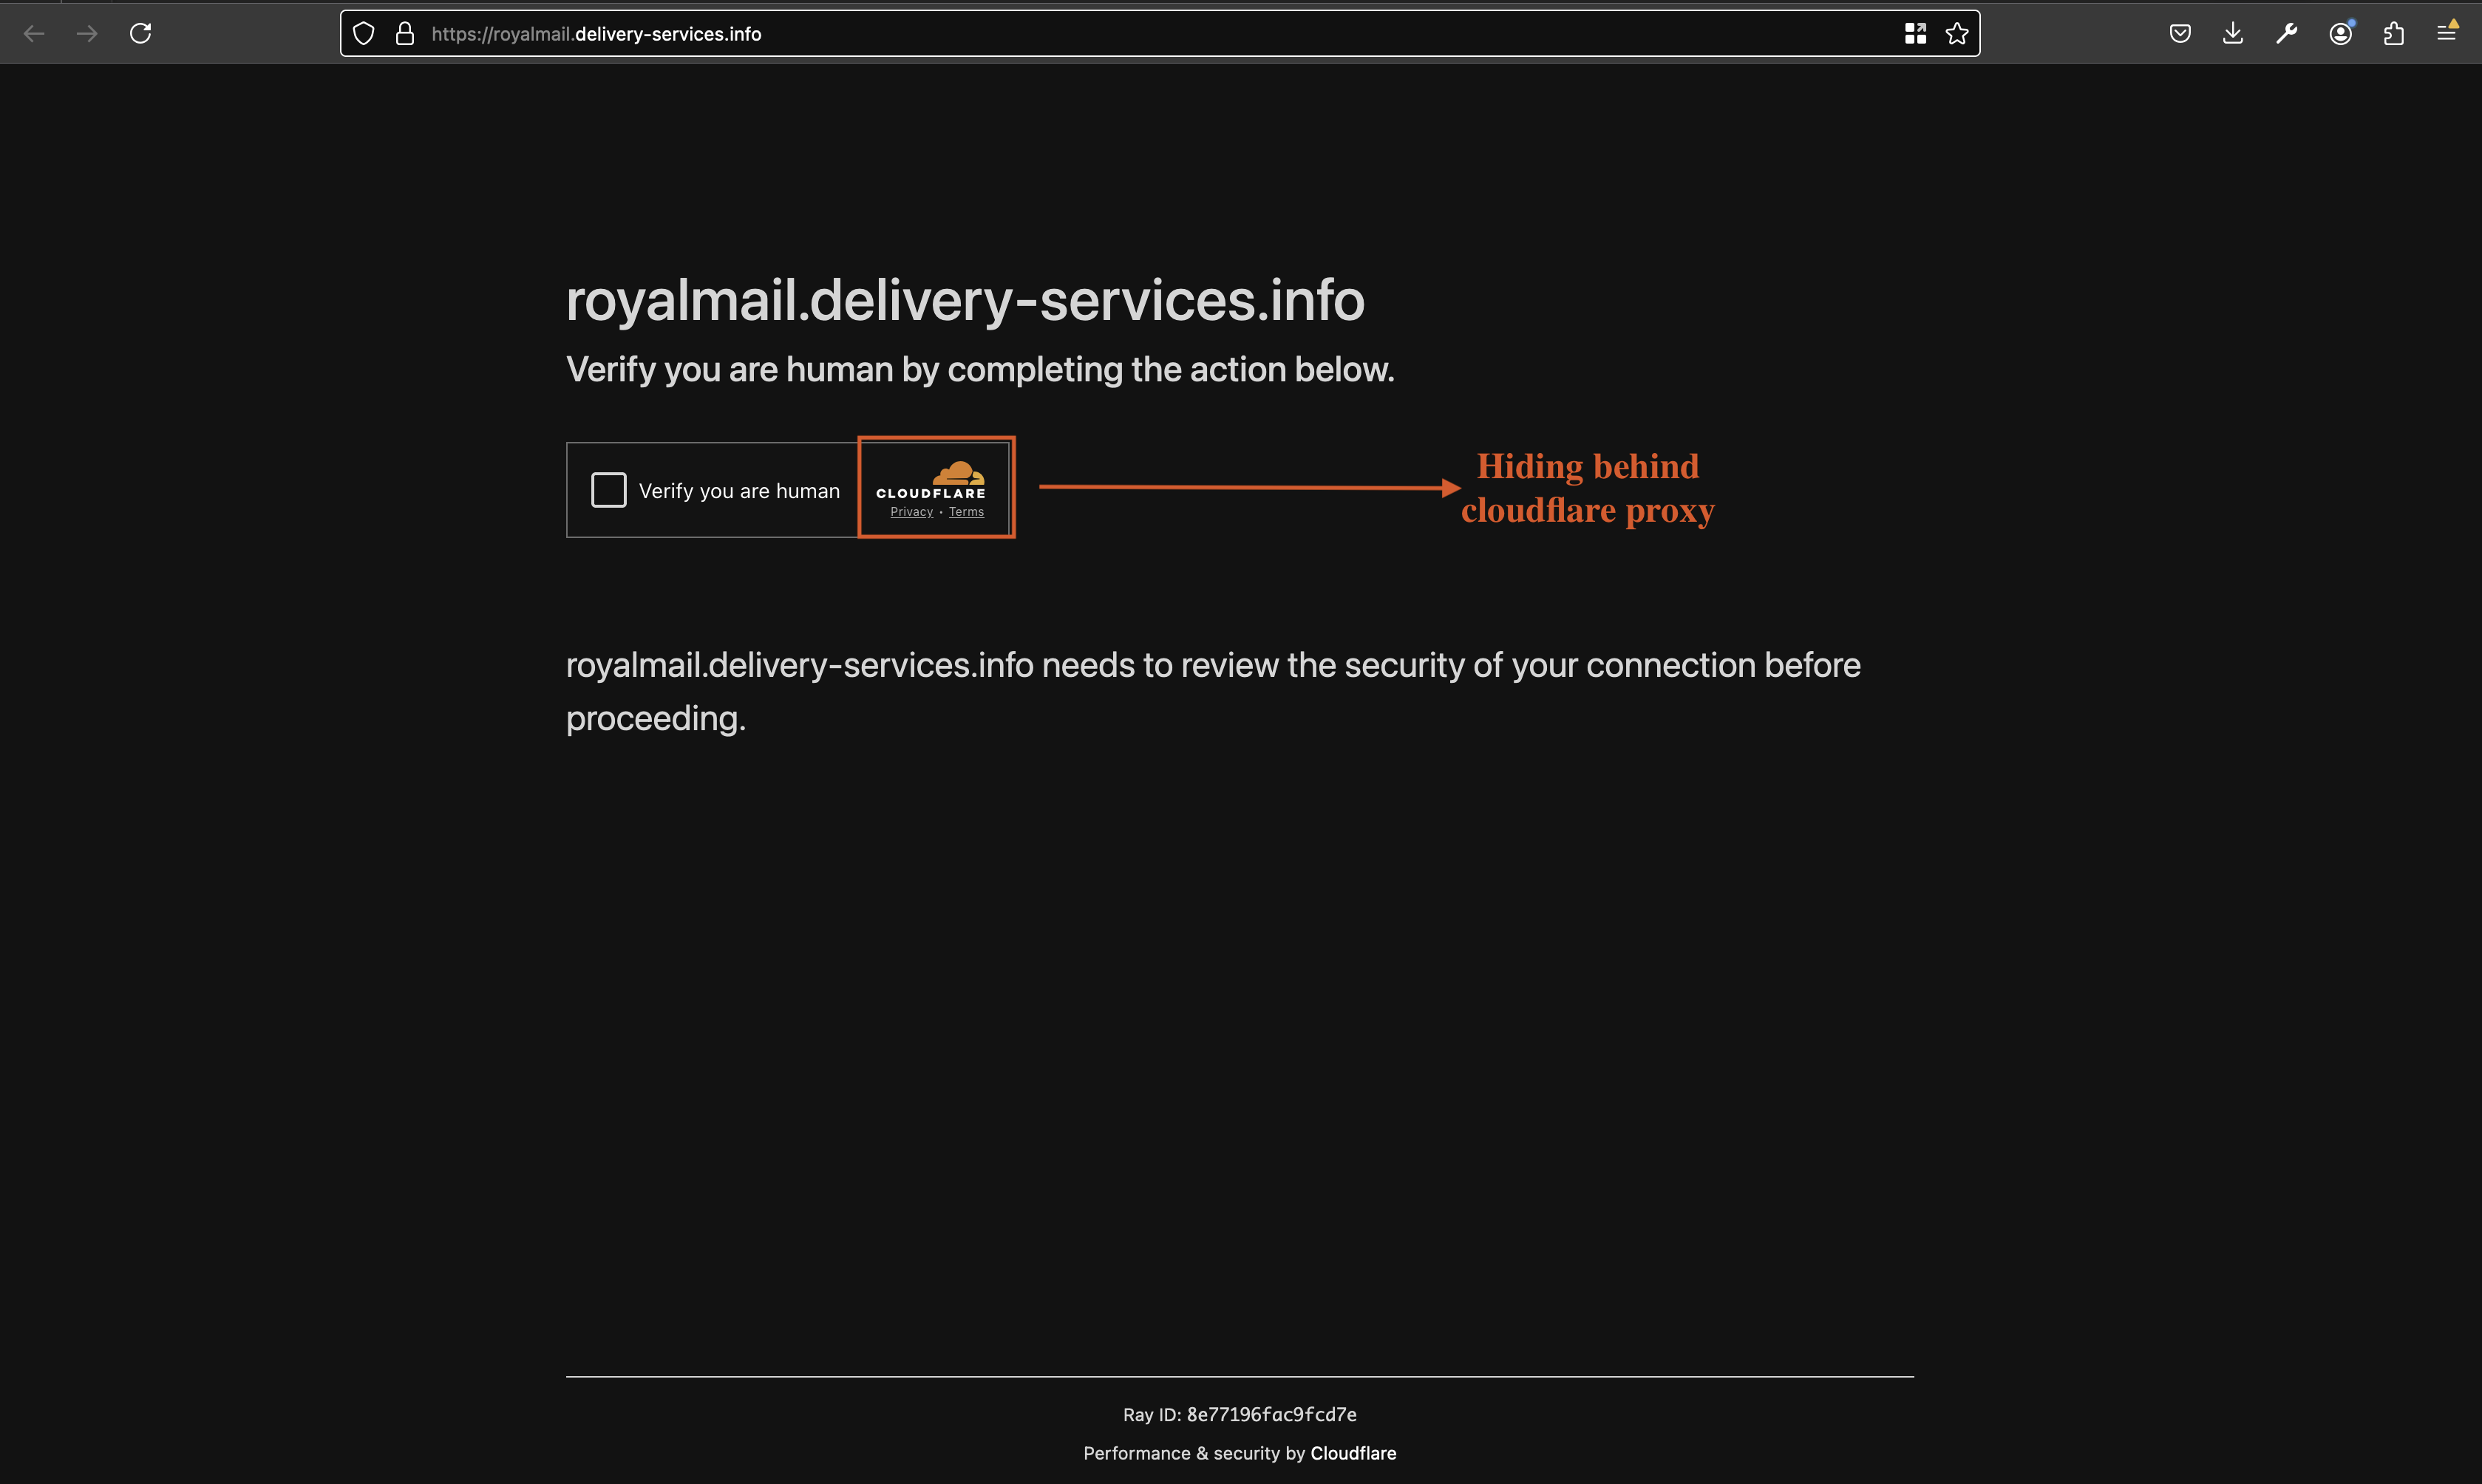 https://royalmail.delivery-services.info
royalmail.delivery-services.info
Verify you are human by completing the action below.
Verify you are human
CLOUDFLARE
Privacy • Terms
Hiding behind
cloudflare proxy
royalmail.delivery-services.info needs to review the security of your connection before
proceeding.
Ray ID: 8e77196fac9fcd7e
Performance & security by Cloudflare